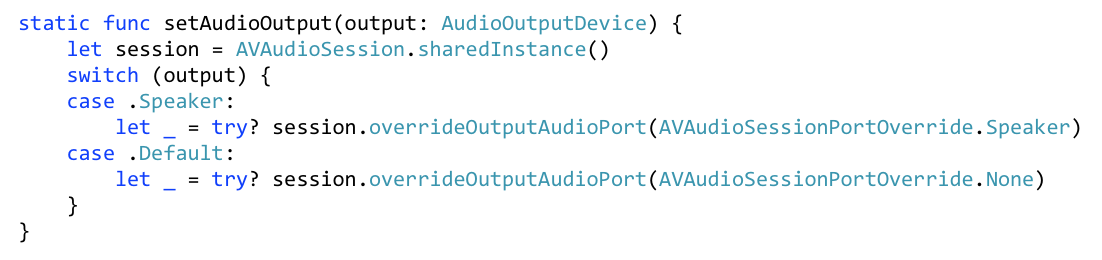 static func setAudioOutput(output: AudioOutputDevice) {
    let session = AVAudioSession.sharedInstance()
    switch (output) {
    case .Speaker:
        let _ = try? session.overrideOutputAudioPort(AVAudioSessionPortOverride.Speaker)
    case .Default:
        let _ = try? session.overrideOutputAudioPort(AVAudioSessionPortOverride.None)
    }
}